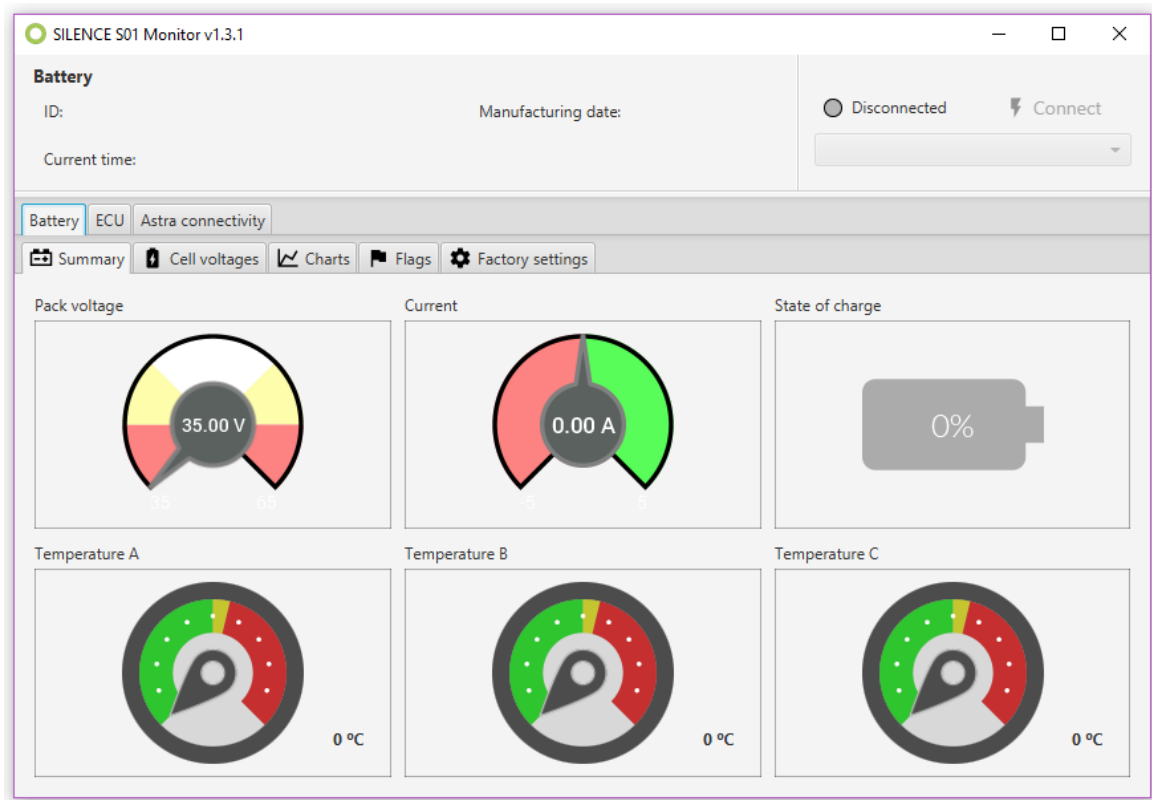 SILENCE S01 Monitor v1.3.1
Battery
ID:
Manufacturing date:
Disconnected
Connect
Current time:
Battery ECU Astra connectivity
Summary Cell voltages Charts Flags Factory settings
Pack voltage Current State of charge
35.00 V 0.00 A 0%
35 65 -5 5
Temperature A Temperature B Temperature C
0 ºC 0 ºC 0 ºC